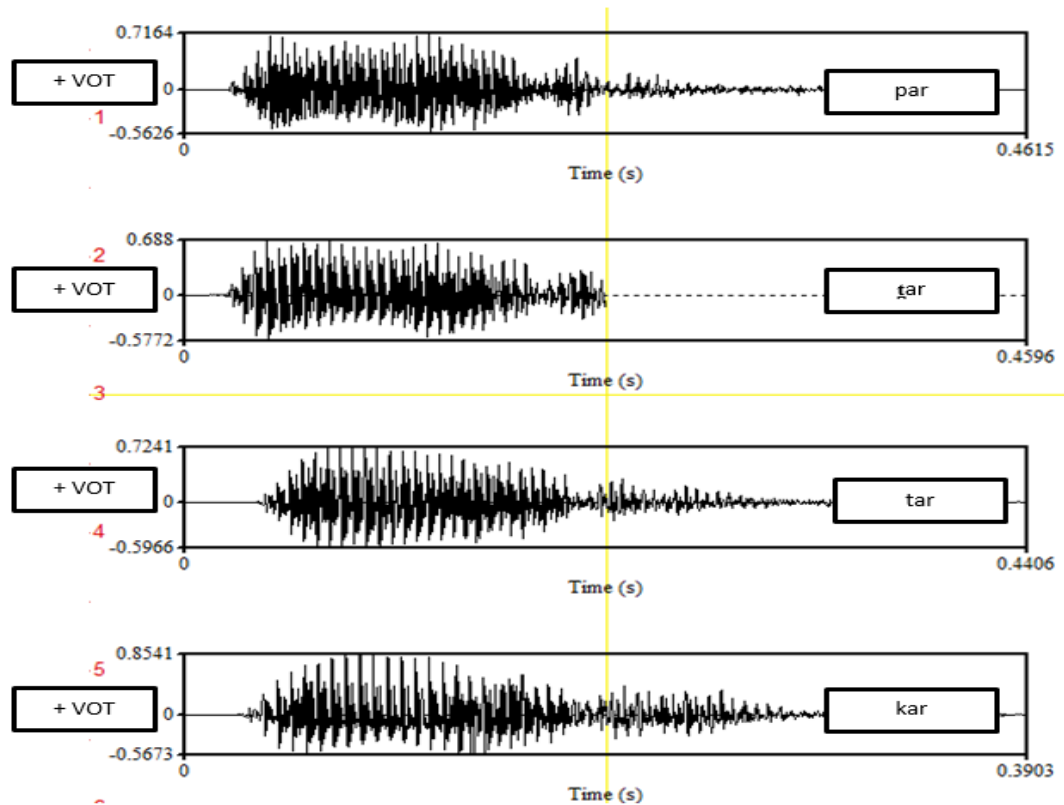 0.7164
+ VOT
0
par
1
-0.5626
0
0.4615
Time (s)
2
0.688
+ VOT
0
t̪ar
-0.5772
0
0.4596
Time (s)
3
0.7241
+ VOT
0
tar
4
-0.5966
0
0.4406
Time (s)
5
0.8541
+ VOT
0
kar
-0.5673
0
0.3903
Time (s)